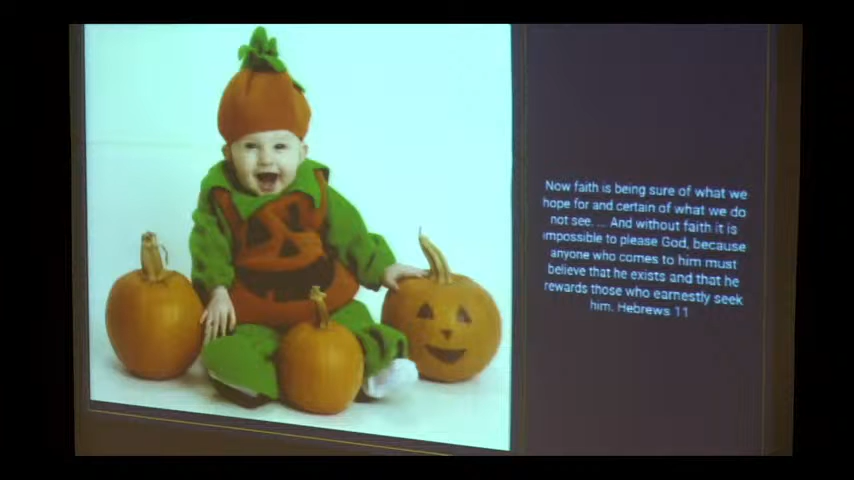 Now faith is being sure of what we
hope for and certain of what we do
not see. ... And without faith it is
impossible to please God, because
anyone who comes to him must
believe that he exists and that he
rewards those who earnestly seek
him. Hebrews 11